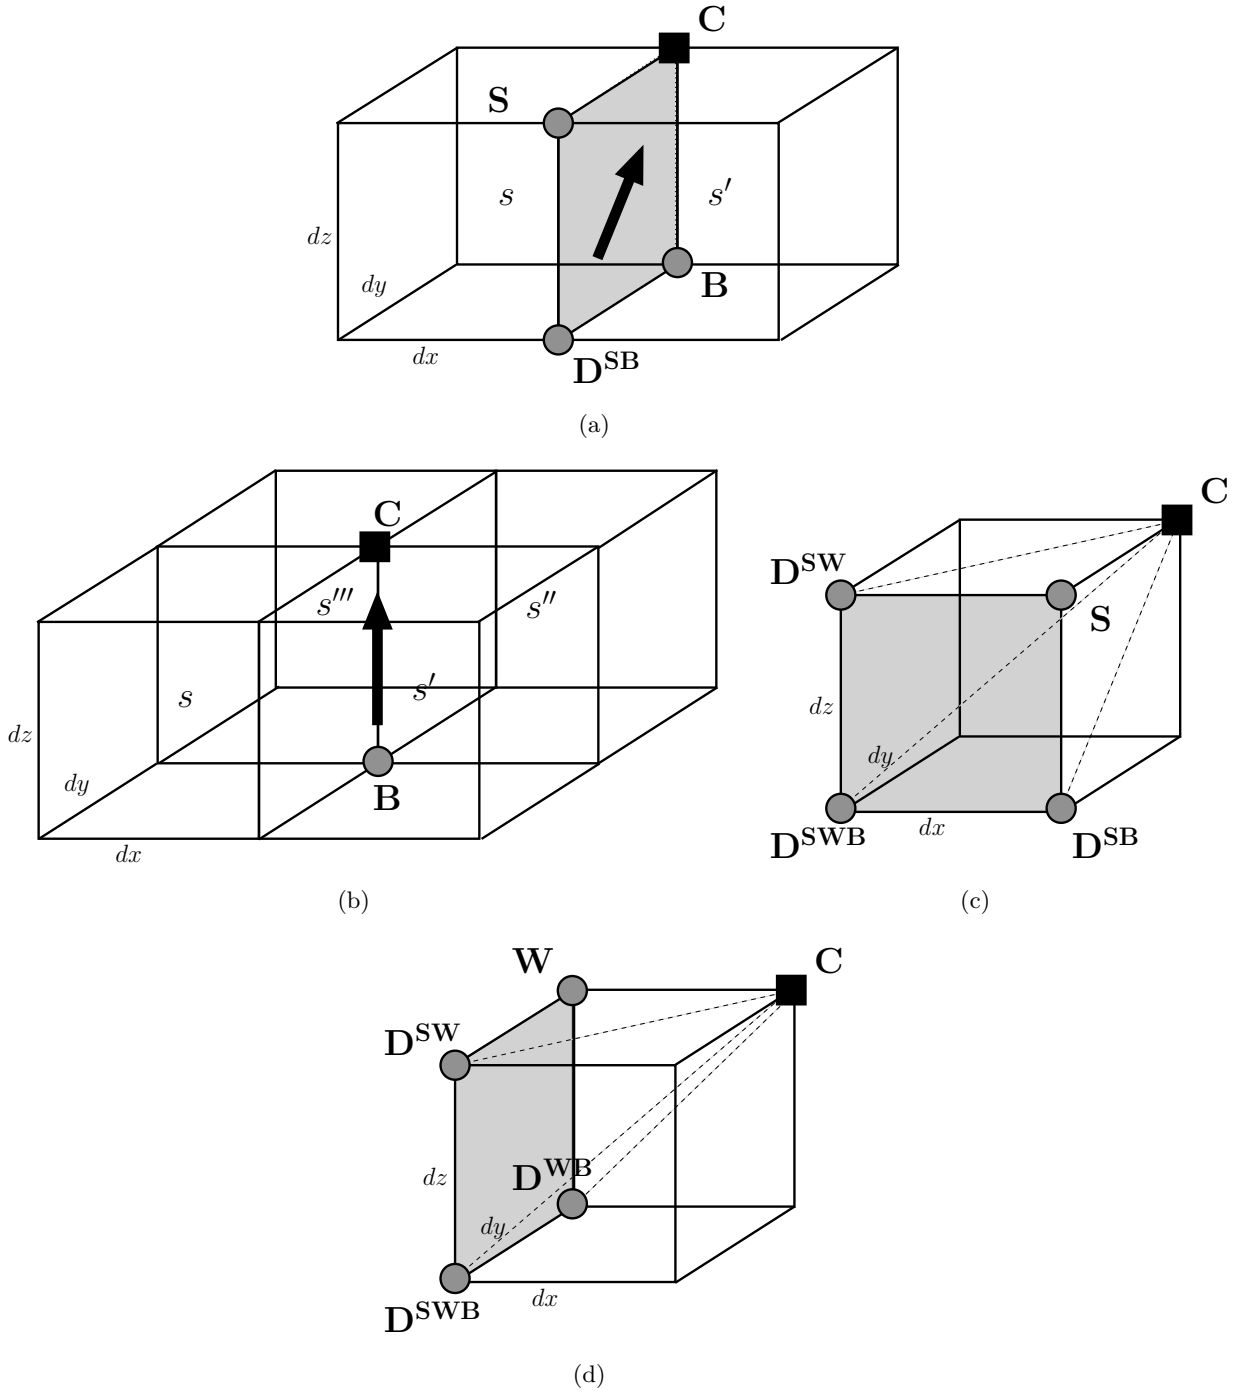 C
S
s s′
dz
dy
B
dx
D^SB
(a)
C
s‴ s″
s s′
dz
dy
B
dx
(b)
C
D^SW
S
dz
dy
dx
D^SWB D^SB
(c)
W C
D^SW
dz D^WB
dy
dx
D^SWB
(d)